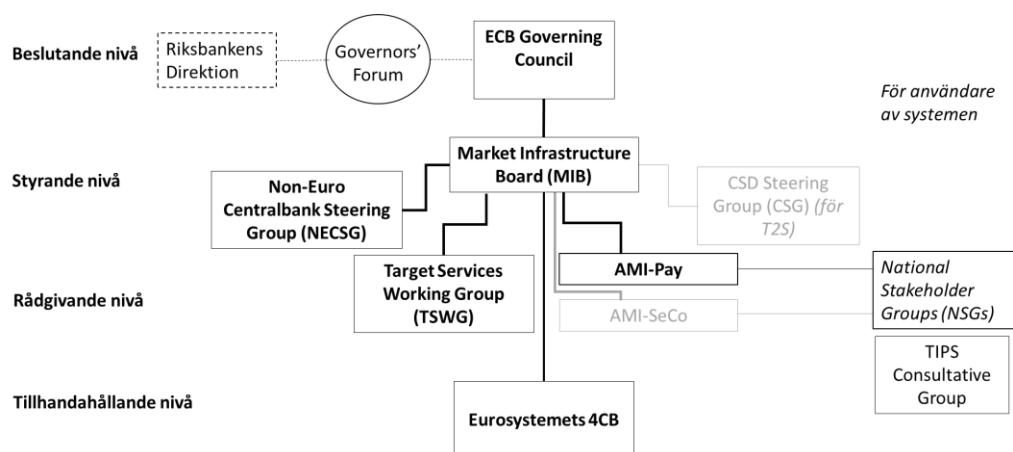 Beslutande nivå
Riksbankens
Direktion
Governors'
Forum
ECB Governing
Council
För användare
av systemen
Styrande nivå
Market Infrastructure
Board (MIB)
Non-Euro
Centralbank Steering
Group (NECSG)
CSD Steering
Group (CSG) (för
T2S)
Rådgivande nivå
Target Services
Working Group
(TSWG)
AMI-Pay
AMI-SeCo
National
Stakeholder
Groups (NSGs)
TIPS
Consultative
Group
Tillhandahållande nivå
Eurosystemets 4CB